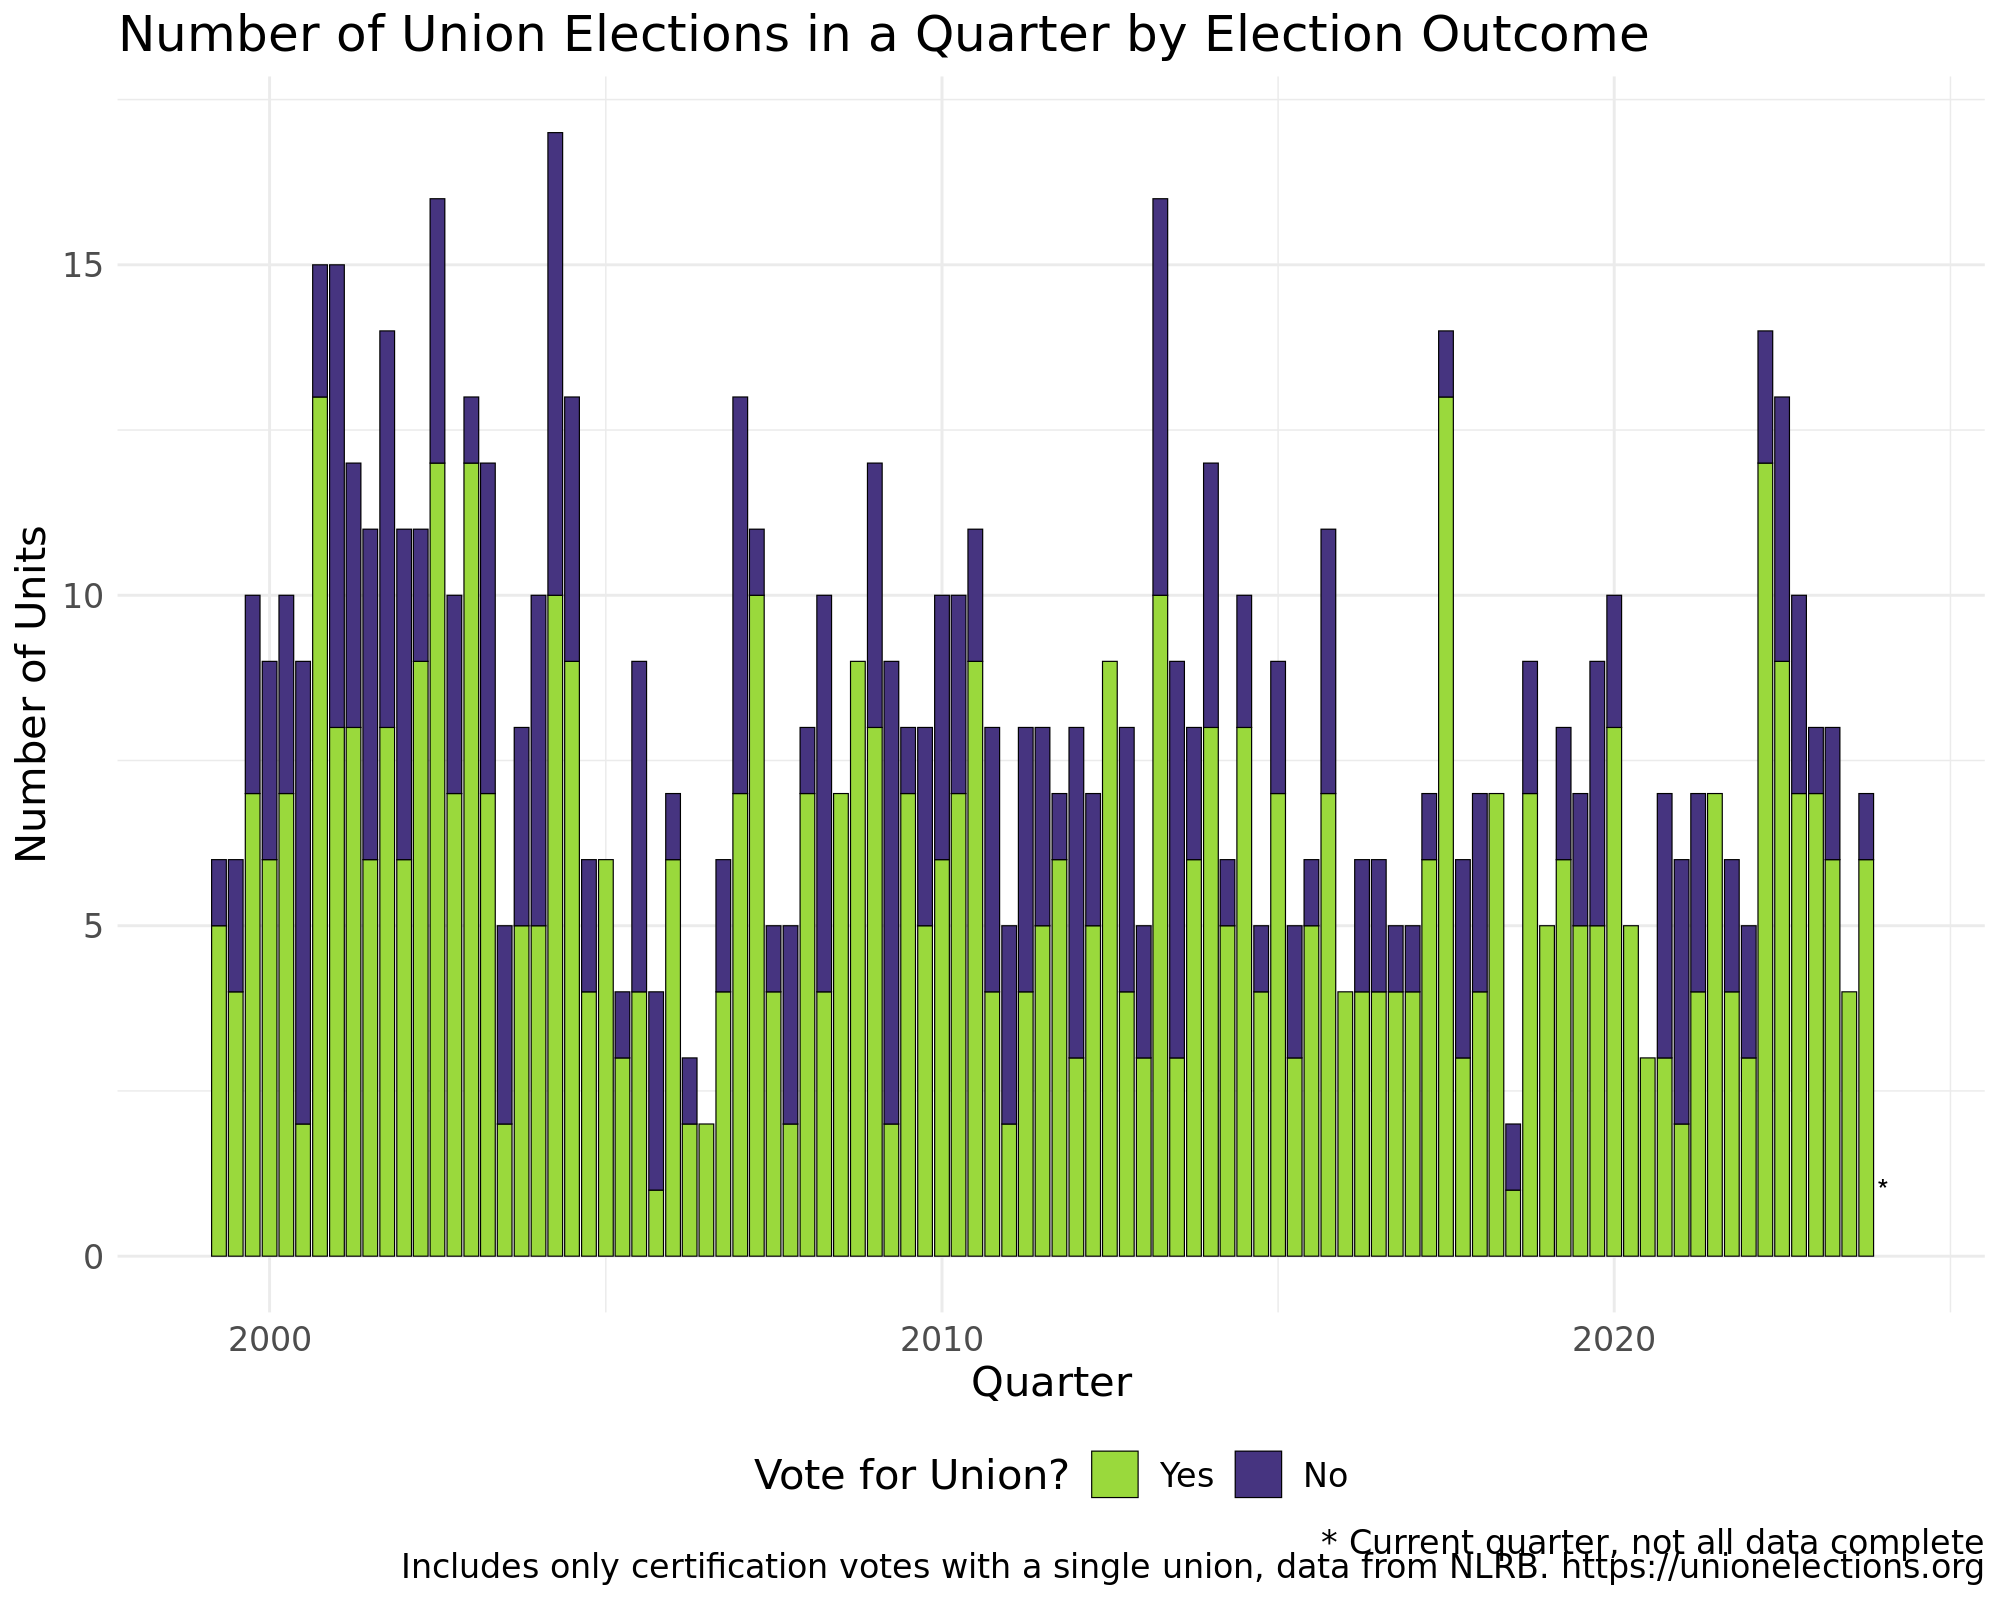 Number of Union Elections in a Quarter by Election Outcome
Number of Units
15
10
5
0
*
2000 2010 2020
Quarter
Vote for Union? Yes No
* Current quarter, not all data complete
Includes only certification votes with a single union, data from NLRB. https://unionelections.org